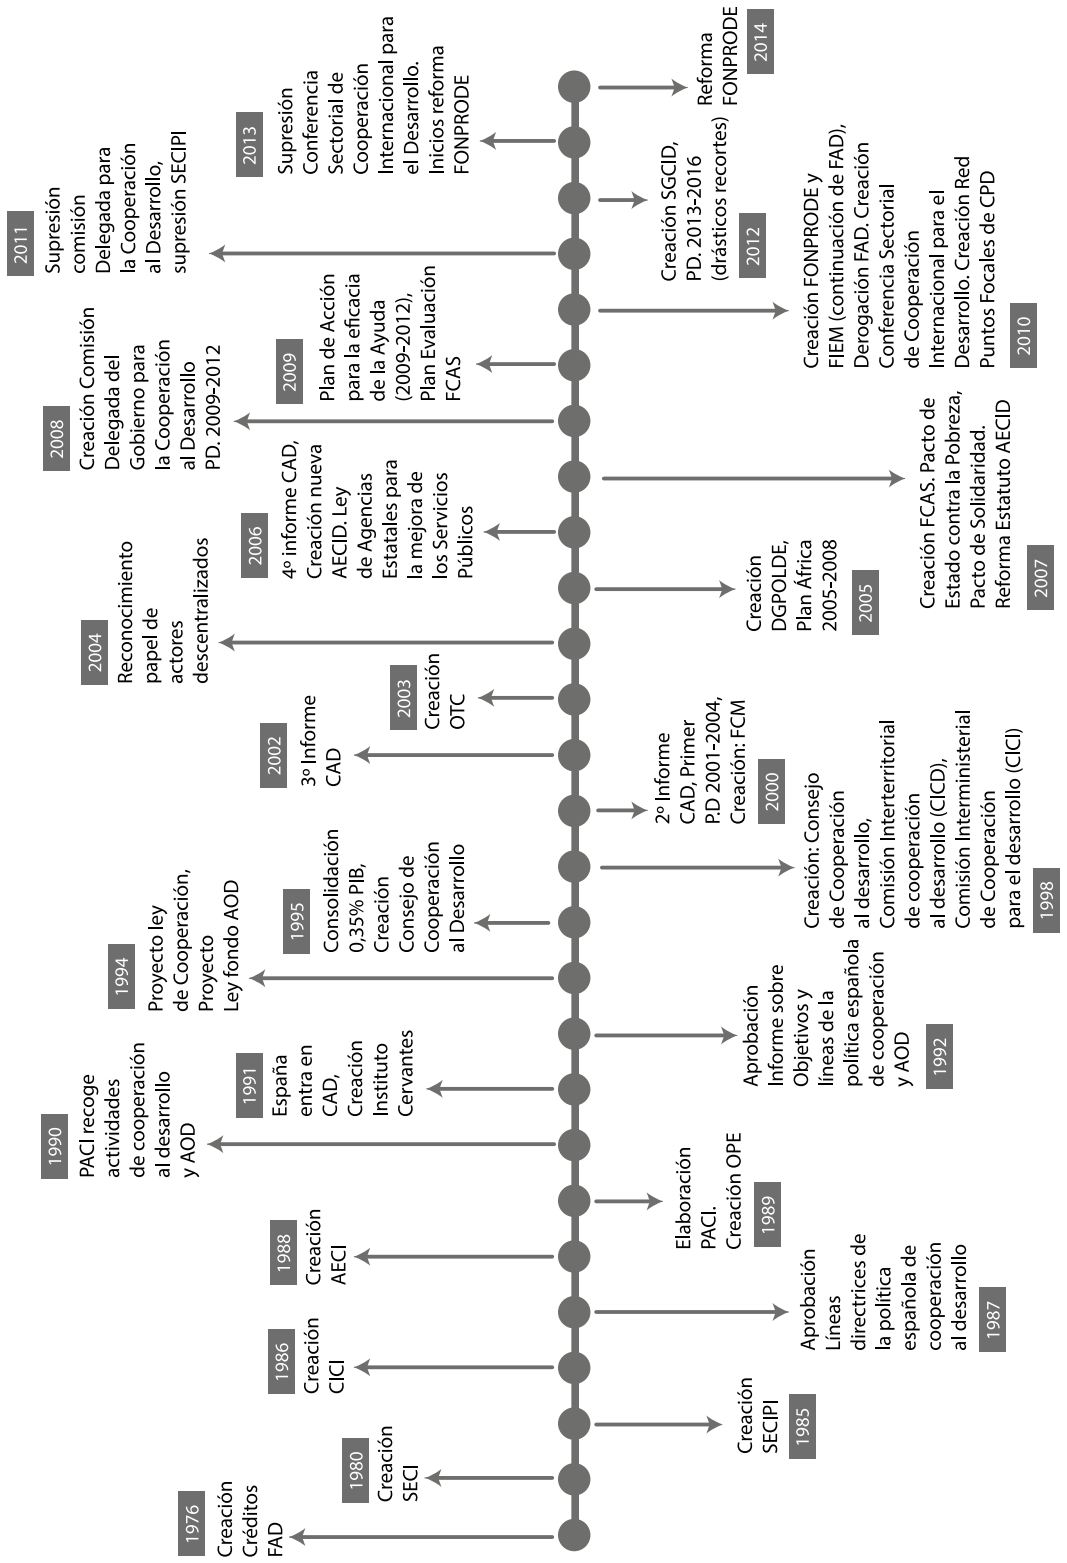 1976
Creación
Créditos
FAD
1980
Creación
SECI
Creación
SECIPI
1985
1986
Creación
CICI
Aprobación
Líneas
directrices de
la política
española de
cooperación
al desarrollo
1987
1988
Creación
AECI
Elaboración
PACI.
Creación OPE
1989
1990
PACI recoge
actividades
de cooperación
al desarrollo
y AOD
1991
España
entra en
CAD,
Creación
Instituto
Cervantes
Aprobación
Informe sobre
Objetivos y
líneas de la
política española
de cooperación
y AOD
1992
1994
Proyecto ley
de Cooperación,
Proyecto
Ley fondo AOD
1995
Consolidación
0,35% PIB,
Creación
Consejo de
Cooperación
al Desarrollo
Creación: Consejo
de Cooperación
al desarrollo,
Comisión Interterritorial
de cooperación
al desarrollo (CICD),
Comisión Interministerial
de Cooperación
para el desarrollo (CICI)
1998
2º Informe
CAD, Primer
P.D 2001-2004,
Creación: FCM
2000
2002
3º Informe
CAD
2003
Creación
OTC
2004
Reconocimiento
papel de
actores
descentralizados
Creación
DGPOLDE,
Plan África
2005-2008
2005
2006
4º informe CAD,
Creación nueva
AECID. Ley
de Agencias
Estatales para
la mejora de
los Servicios
Públicos
Creación FCAS. Pacto de
Estado contra la Pobreza,
Pacto de Solidaridad.
Reforma Estatuto AECID
2007
2008
Creación Comisión
Delegada del
Gobierno para
la Cooperación
al Desarrollo
PD. 2009-2012
2009
Plan de Acción
para la eficacia
de la Ayuda
(2009-2012),
Plan Evaluación
FCAS
Creación FONPRODE y
FIEM (continuación de FAD),
Derogación FAD. Creación
Conferencia Sectorial
de Cooperación
Internacional para el
Desarrollo. Creación Red
Puntos Focales de CPD
2010
2011
Supresión
comisión
Delegada para
la Cooperación
al Desarrollo,
supresión SECIPI
Creación SGCID,
PD. 2013-2016
(drásticos recortes)
2012
2013
Supresión
Conferencia
Sectorial de
Cooperación
Internacional para
el Desarrollo.
Inicios reforma
FONPRODE
Reforma
FONPRODE
2014